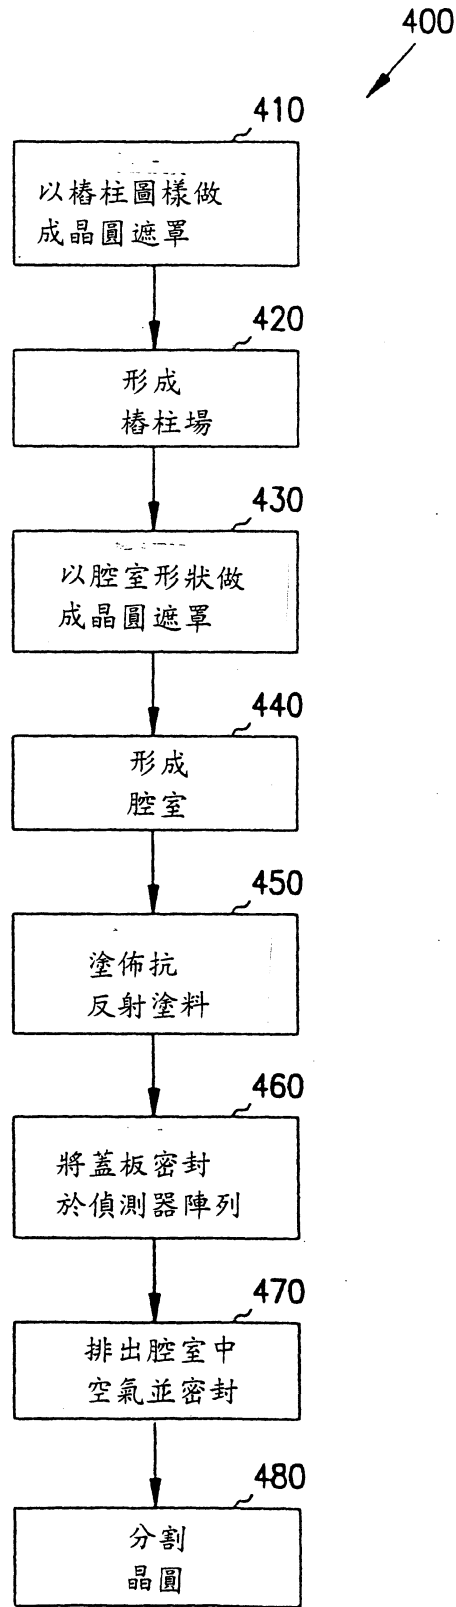 400
410
以樁柱圖樣做
成晶圓遮罩
420
形成
樁柱場
430
以腔室形狀做
成晶圓遮罩
440
形成
腔室
450
塗佈抗
反射塗料
460
將蓋板密封
於偵測器陣列
470
排出腔室中
空氣並密封
480
分割
晶圓